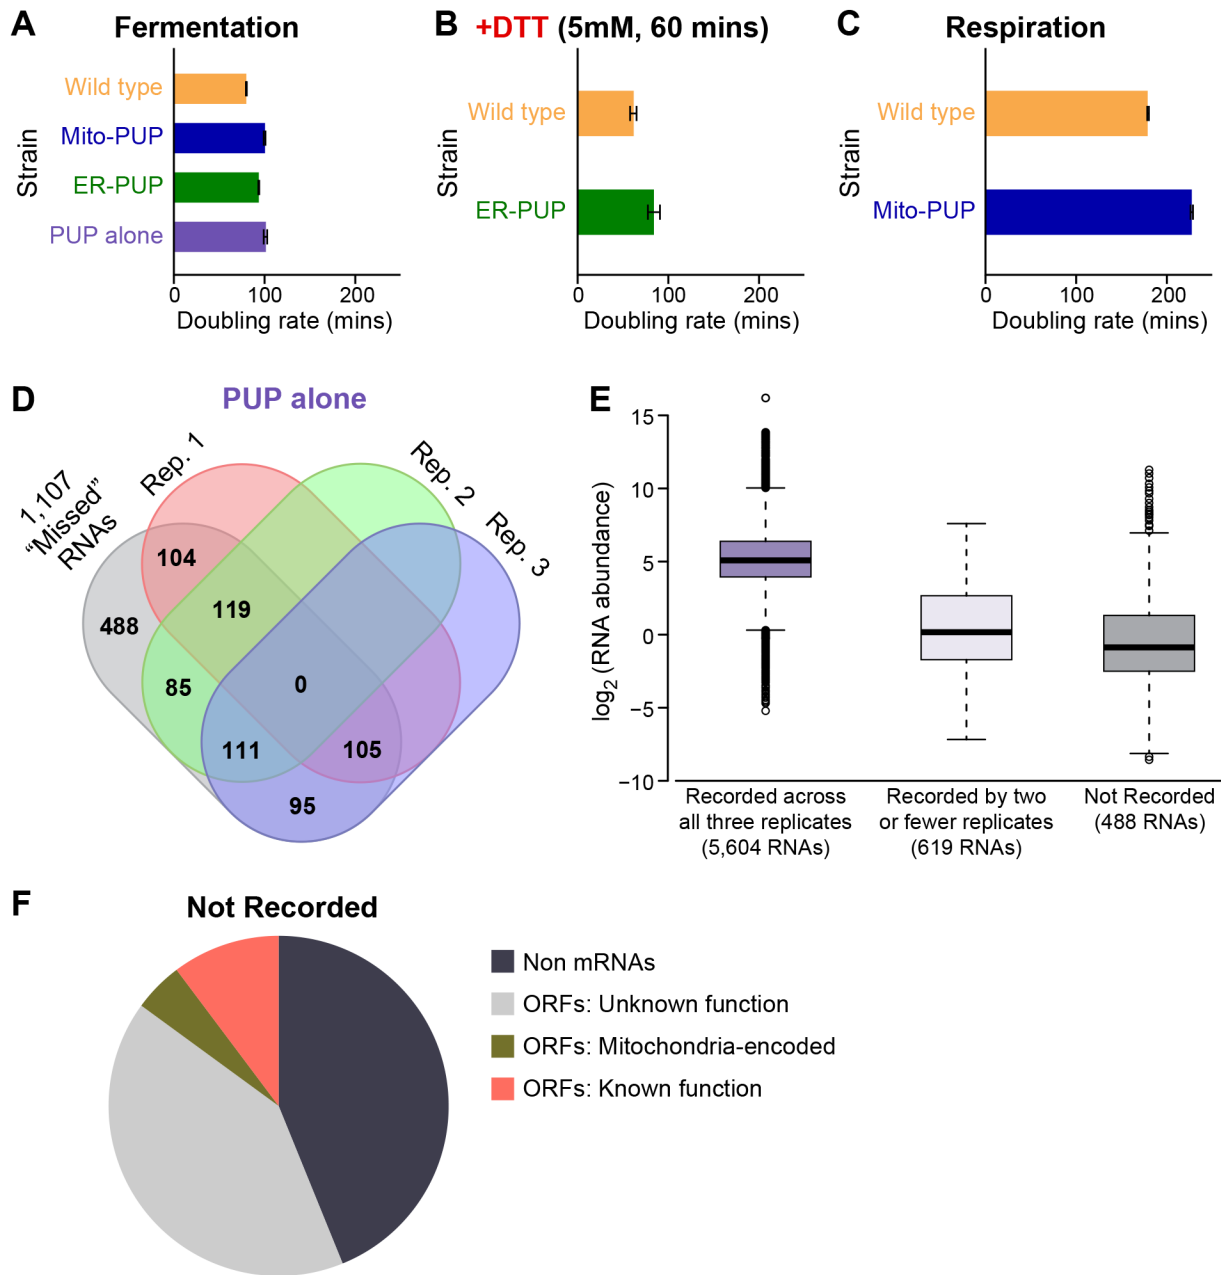 A
Fermentation
Strain
Wild type
Mito-PUP
ER-PUP
PUP alone
0 100 200
Doubling rate (mins)
B
+DTT (5mM, 60 mins)
Strain
Wild type
ER-PUP
0 100 200
Doubling rate (mins)
C
Respiration
Strain
Wild type
Mito-PUP
0 100 200
Doubling rate (mins)
D
PUP alone
1,107
“Missed”
RNAs
Rep. 1
Rep. 2
Rep. 3
104
119
488
85
0
111
105
95
E
log2 (RNA abundance)
15
10
5
0
−5
−10
Recorded across
all three replicates
(5,604 RNAs)
Recorded by two
or fewer replicates
(619 RNAs)
Not Recorded
(488 RNAs)
F
Not Recorded
Non mRNAs
ORFs: Unknown function
ORFs: Mitochondria-encoded
ORFs: Known function